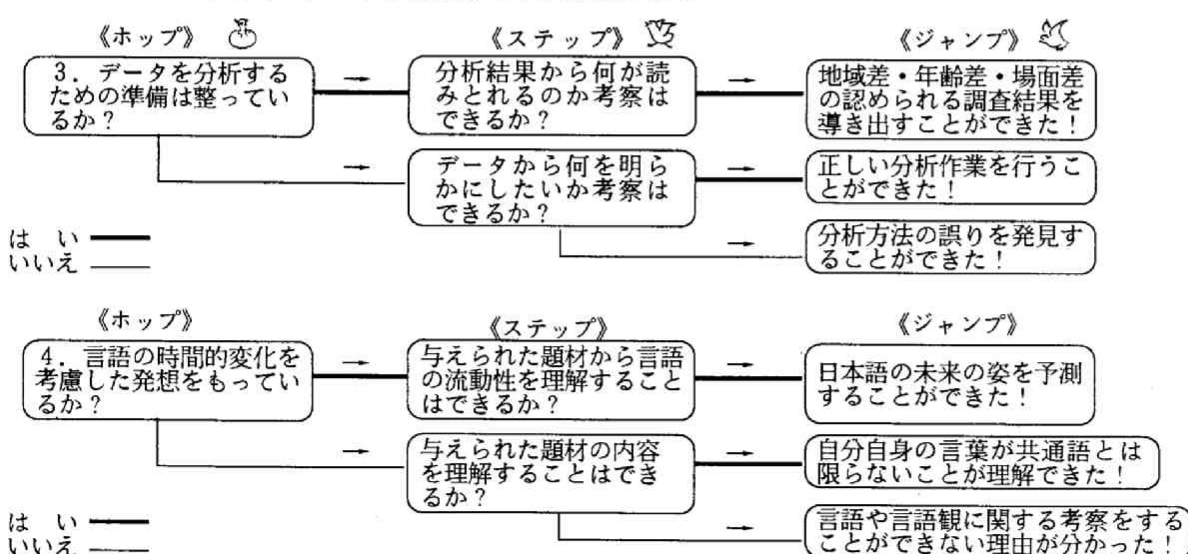 《ホップ》
《ステップ》
《ジャンプ》
3.データを分析する
ための準備は整ってい
るか?
分析結果から何が読
みとれるのか考察は
できるか?
地域差・年齢差・場面差
の認められる調査結果を
導き出すことができた!
データから何を明ら
かにしたいか考察は
できるか?
正しい分析作業を行うこ
とができた!
分析方法の誤りを発見す
ることができた!
はい
いいえ
《ホップ》
《ステップ》
《ジャンプ》
4.言語の時間的変化を
考慮した発想をもってい
るか?
与えられた題材から言語
の流動性を理解すること
はできるか?
日本語の未来の姿を予測
することができた!
与えられた題材の内容
を理解することはでき
るか?
自分自身の言葉が共通語とは
限らないことが理解できた!
言語や言語観に関する考察をする
ことができない理由が分かった!
はい
いいえ